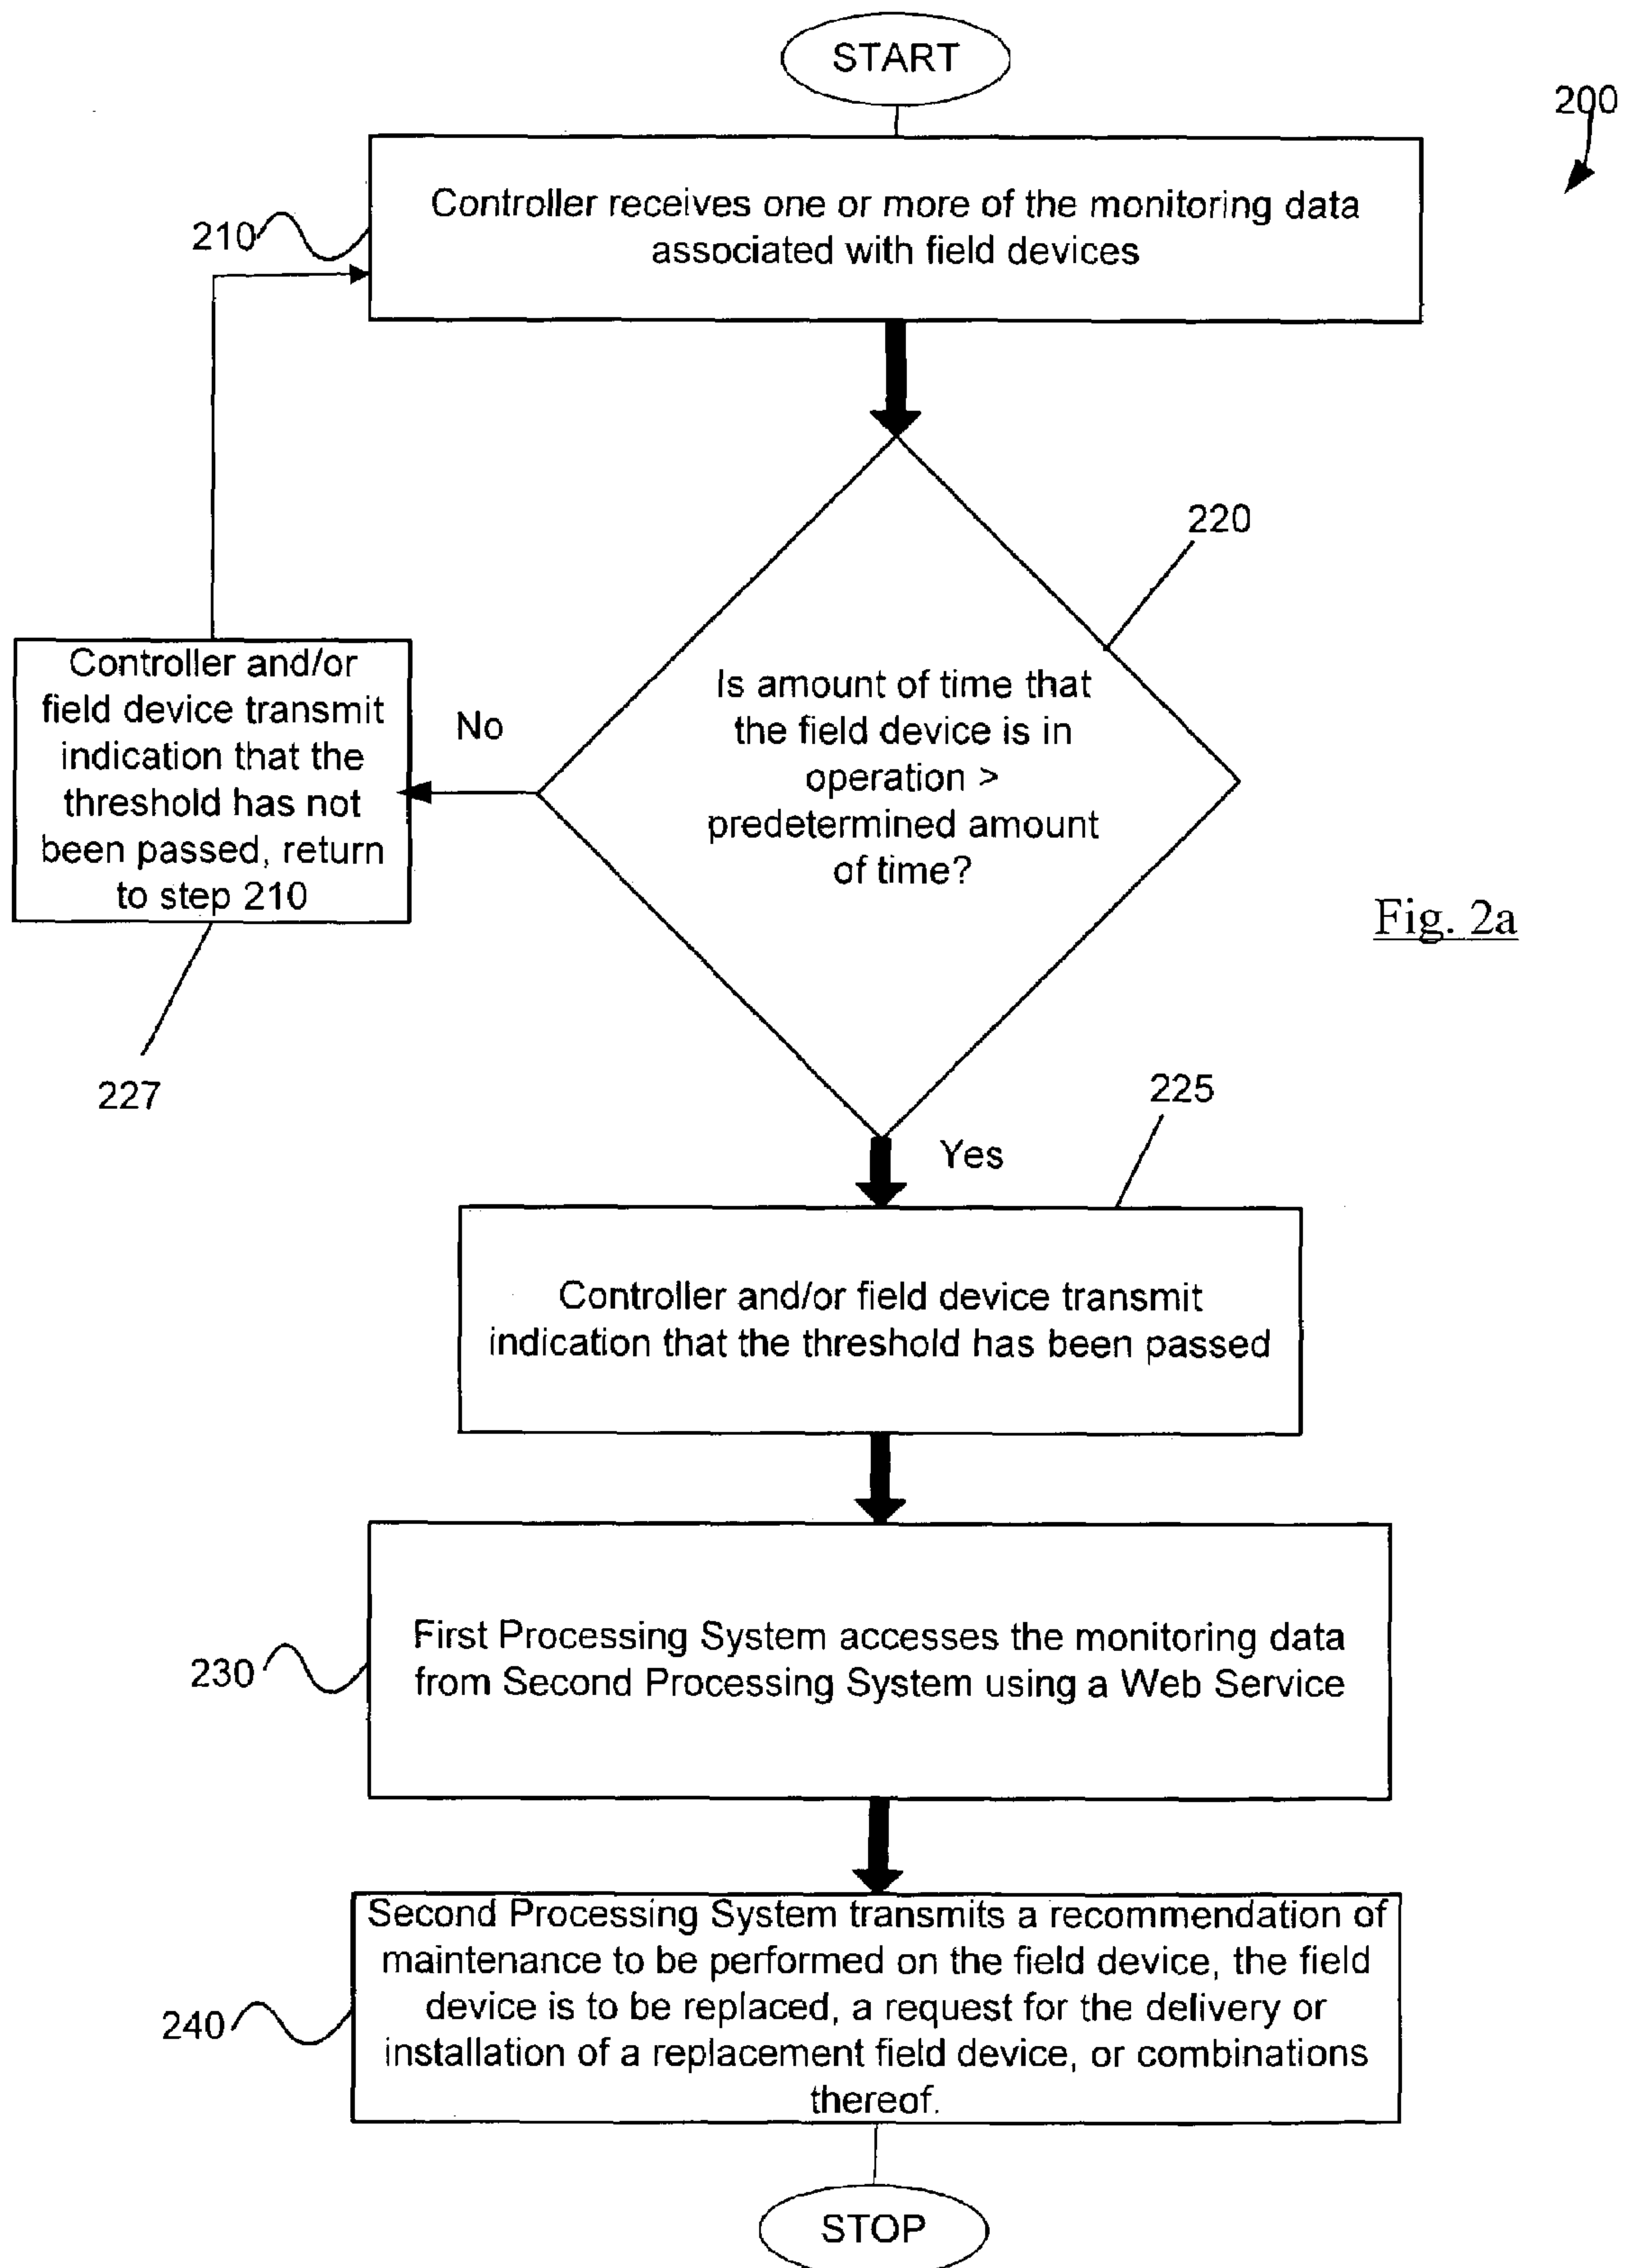 START
200
Controller receives one or more of the monitoring data
associated with field devices
210
220
Is amount of time that
the field device is in
operation >
predetermined amount
of time?
No
Controller and/or
field device transmit
indication that the
threshold has not
been passed, return
to step 210
Fig. 2a
227
225
Yes
Controller and/or field device transmit
indication that the threshold has been passed
First Processing System accesses the monitoring data
from Second Processing System using a Web Service
230
Second Processing System transmits a recommendation of
maintenance to be performed on the field device, the field
device is to be replaced, a request for the delivery or
installation of a replacement field device, or combinations
thereof.
240
STOP